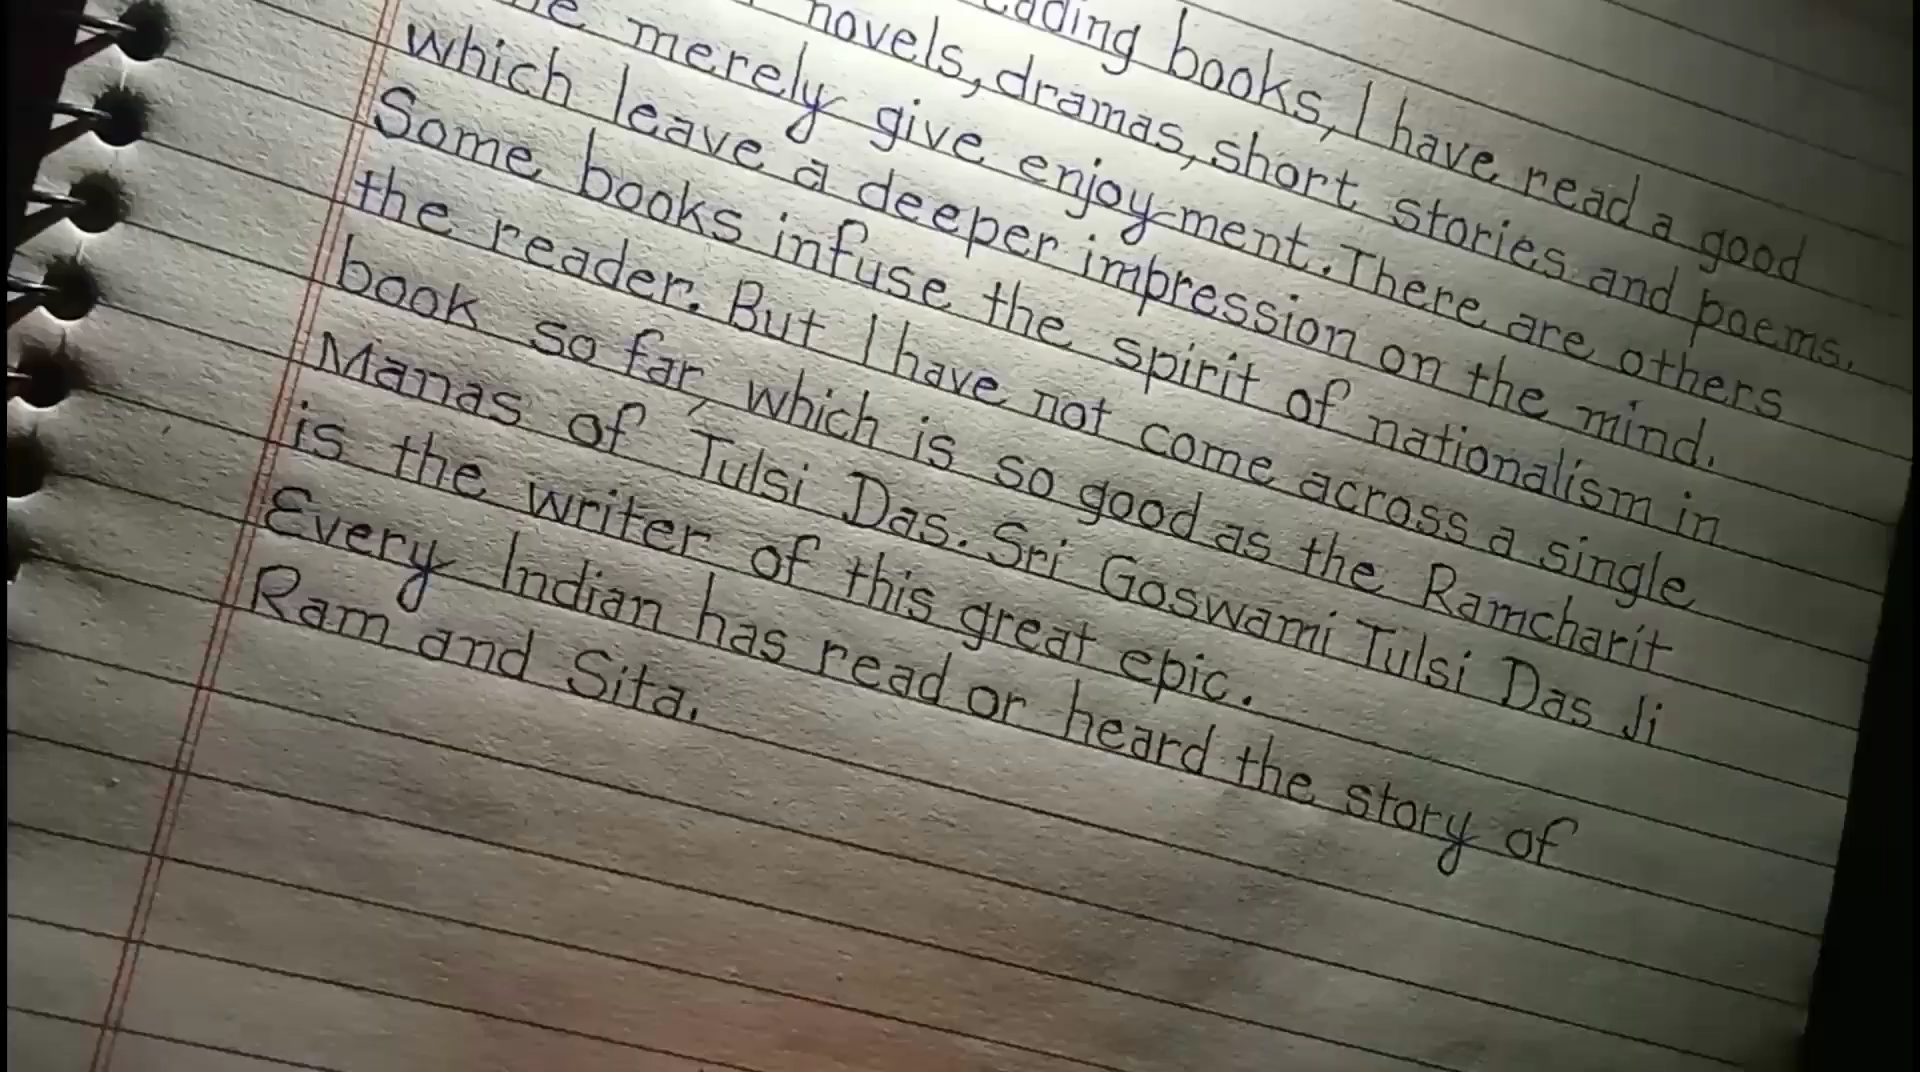 books, I have read a good
novels, dramas, short stories and poems.
merely give enjoyment. There are others
which leave a deeper impression on the mind.
Some books infuse the spirit of nationalism in
the reader. But I have not come across a single
book so far, which is so good as the Ramcharit
Manas of Tulsi Das. Sri Goswami Tulsi Das Ji
is the writer of this great epic.
Every Indian has read or heard the story of
Ram and Sita.